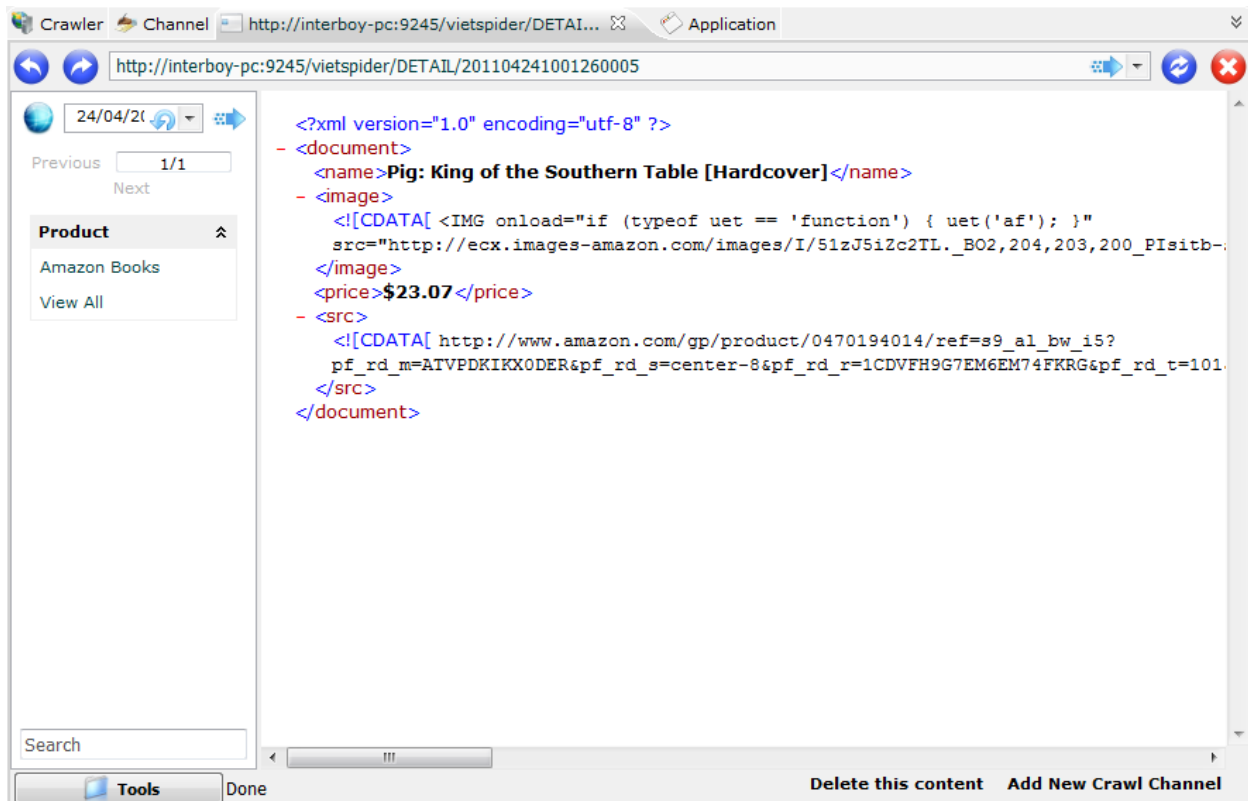 Crawler Channel http://interboy-pc:9245/vietspider/DETAI... Application
http://interboy-pc:9245/vietspider/DETAIL/201104241001260005
24/04/20
Previous 1/1
Next
Product
Amazon Books
View All
<?xml version="1.0" encoding="utf-8" ?>
– <document>
<name>Pig: King of the Southern Table [Hardcover]</name>
– <image>
<![CDATA[ <IMG onload="if (typeof uet == 'function') { uet('af'); }"
src="http://ecx.images-amazon.com/images/I/51zJ5iZc2TL._BO2,204,203,200_PIsitb-
</image>
<price>$23.07</price>
– <src>
<![CDATA[ http://www.amazon.com/gp/product/0470194014/ref=s9_al_bw_i5?
pf_rd_m=ATVPDKIKX0DER&pf_rd_s=center-8&pf_rd_r=1CDVFH9G7EM6EM74FKRG&pf_rd_t=101
</src>
</document>
Search
Tools Done Delete this content Add New Crawl Channel